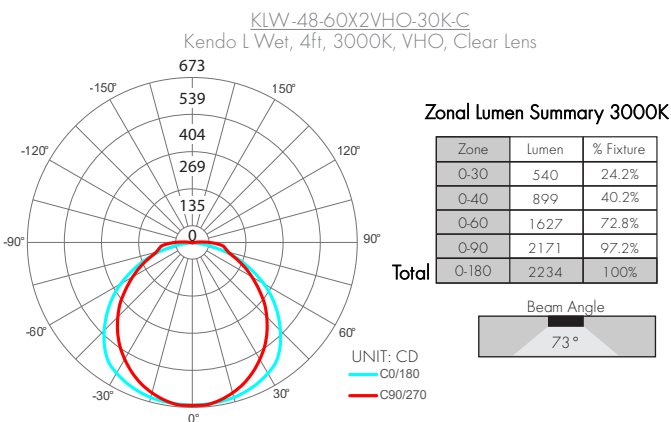 KLW-48-60X2VHO-30K-C
Kendo L Wet, 4ft, 3000K, VHO, Clear Lens
673
-150° 150°
539
-120° 404 120°
269
135
-90° 0 90°
-60° 60°
-30° 30°
0°
UNIT: CD
C0/180
C90/270
Zonal Lumen Summary 3000K
Zone Lumen % Fixture
0-30 540 24.2%
0-40 899 40.2%
0-60 1627 72.8%
0-90 2171 97.2%
Total 0-180 2234 100%
Beam Angle
73°